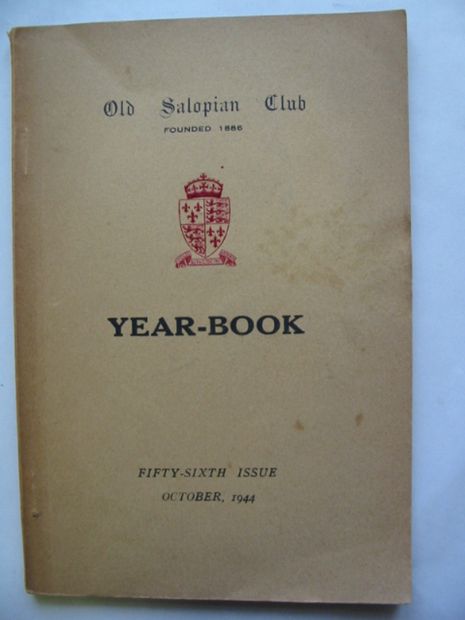 Old Salopian Club
FOUNDED 1886
YEAR-BOOK
FIFTY-SIXTH ISSUE
OCTOBER, 1944